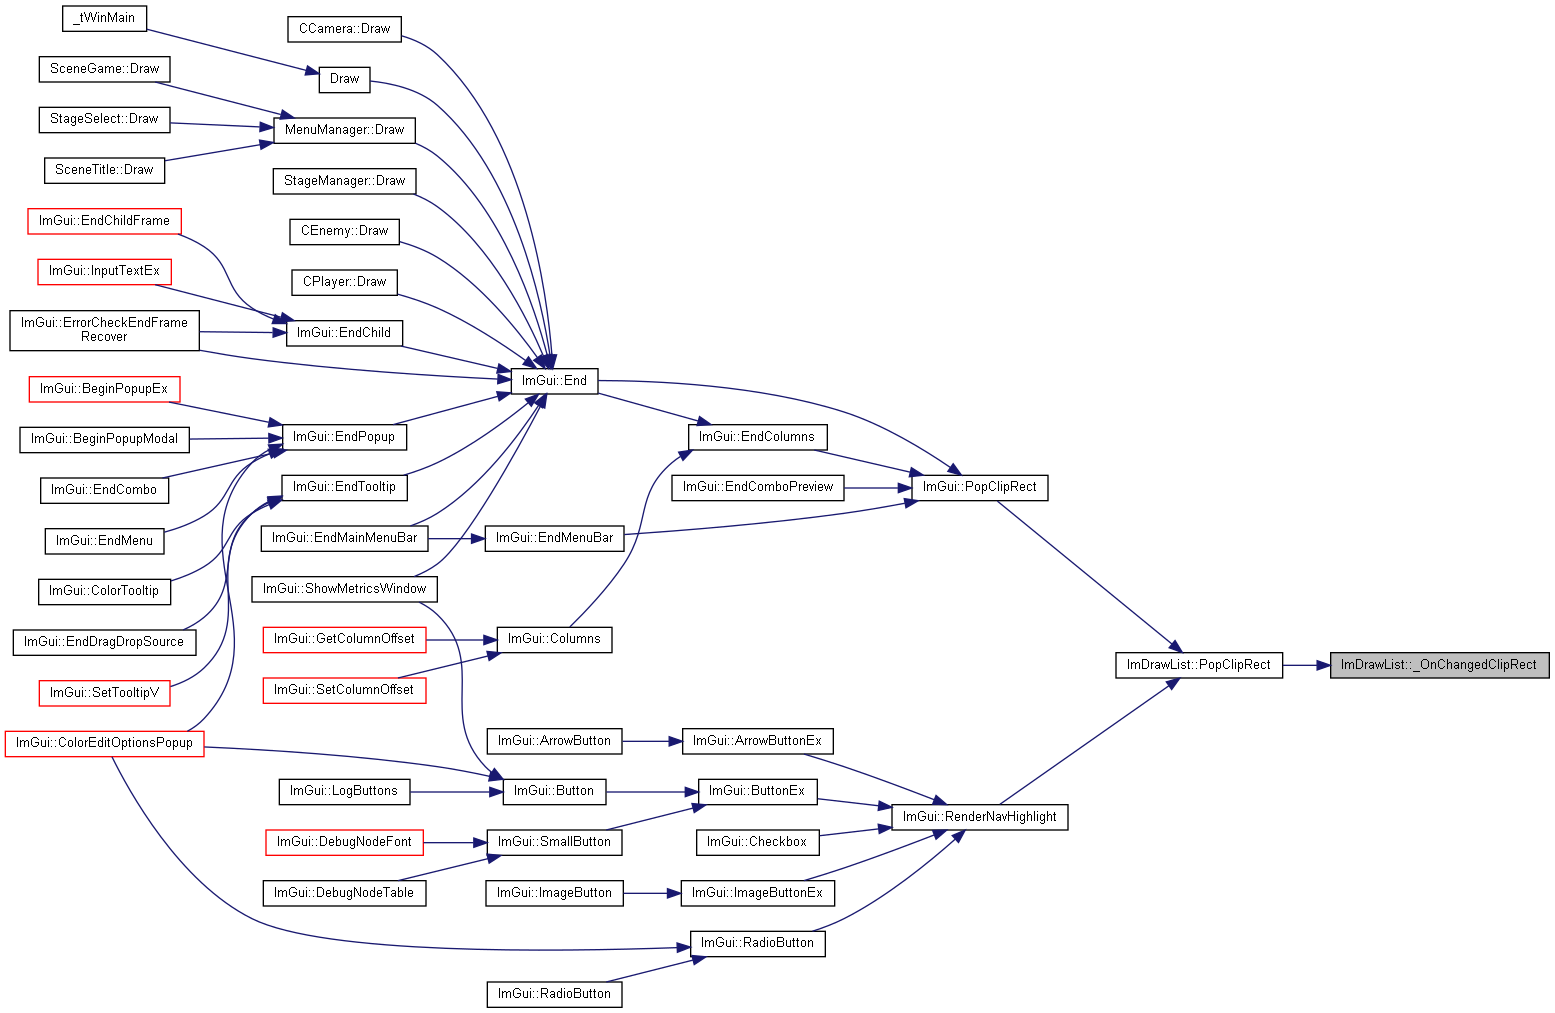 _tWinMain
CCamera::Draw
SceneGame::Draw
Draw
StageSelect::Draw
MenuManager::Draw
SceneTitle::Draw
StageManager::Draw
ImGui::EndChildFrame
CEnemy::Draw
ImGui::InputTextEx
CPlayer::Draw
ImGui::ErrorCheckEndFrame
Recover
ImGui::EndChild
ImGui::End
ImGui::BeginPopupEx
ImGui::BeginPopupModal
ImGui::EndPopup
ImGui::EndColumns
ImGui::EndCombo
ImGui::EndTooltip
ImGui::EndComboPreview
ImGui::PopClipRect
ImGui::EndMenu
ImGui::EndMainMenuBar
ImGui::EndMenuBar
ImGui::ColorTooltip
ImGui::ShowMetricsWindow
ImGui::EndDragDropSource
ImGui::GetColumnOffset
ImGui::Columns
ImGui::SetTooltipV
ImGui::SetColumnOffset
ImDrawList::PopClipRect
ImDrawList::_OnChangedClipRect
ImGui::ColorEditOptionsPopup
ImGui::ArrowButton
ImGui::ArrowButtonEx
ImGui::LogButtons
ImGui::Button
ImGui::ButtonEx
ImGui::RenderNavHighlight
ImGui::DebugNodeFont
ImGui::SmallButton
ImGui::Checkbox
ImGui::DebugNodeTable
ImGui::ImageButton
ImGui::ImageButtonEx
ImGui::RadioButton
ImGui::RadioButton